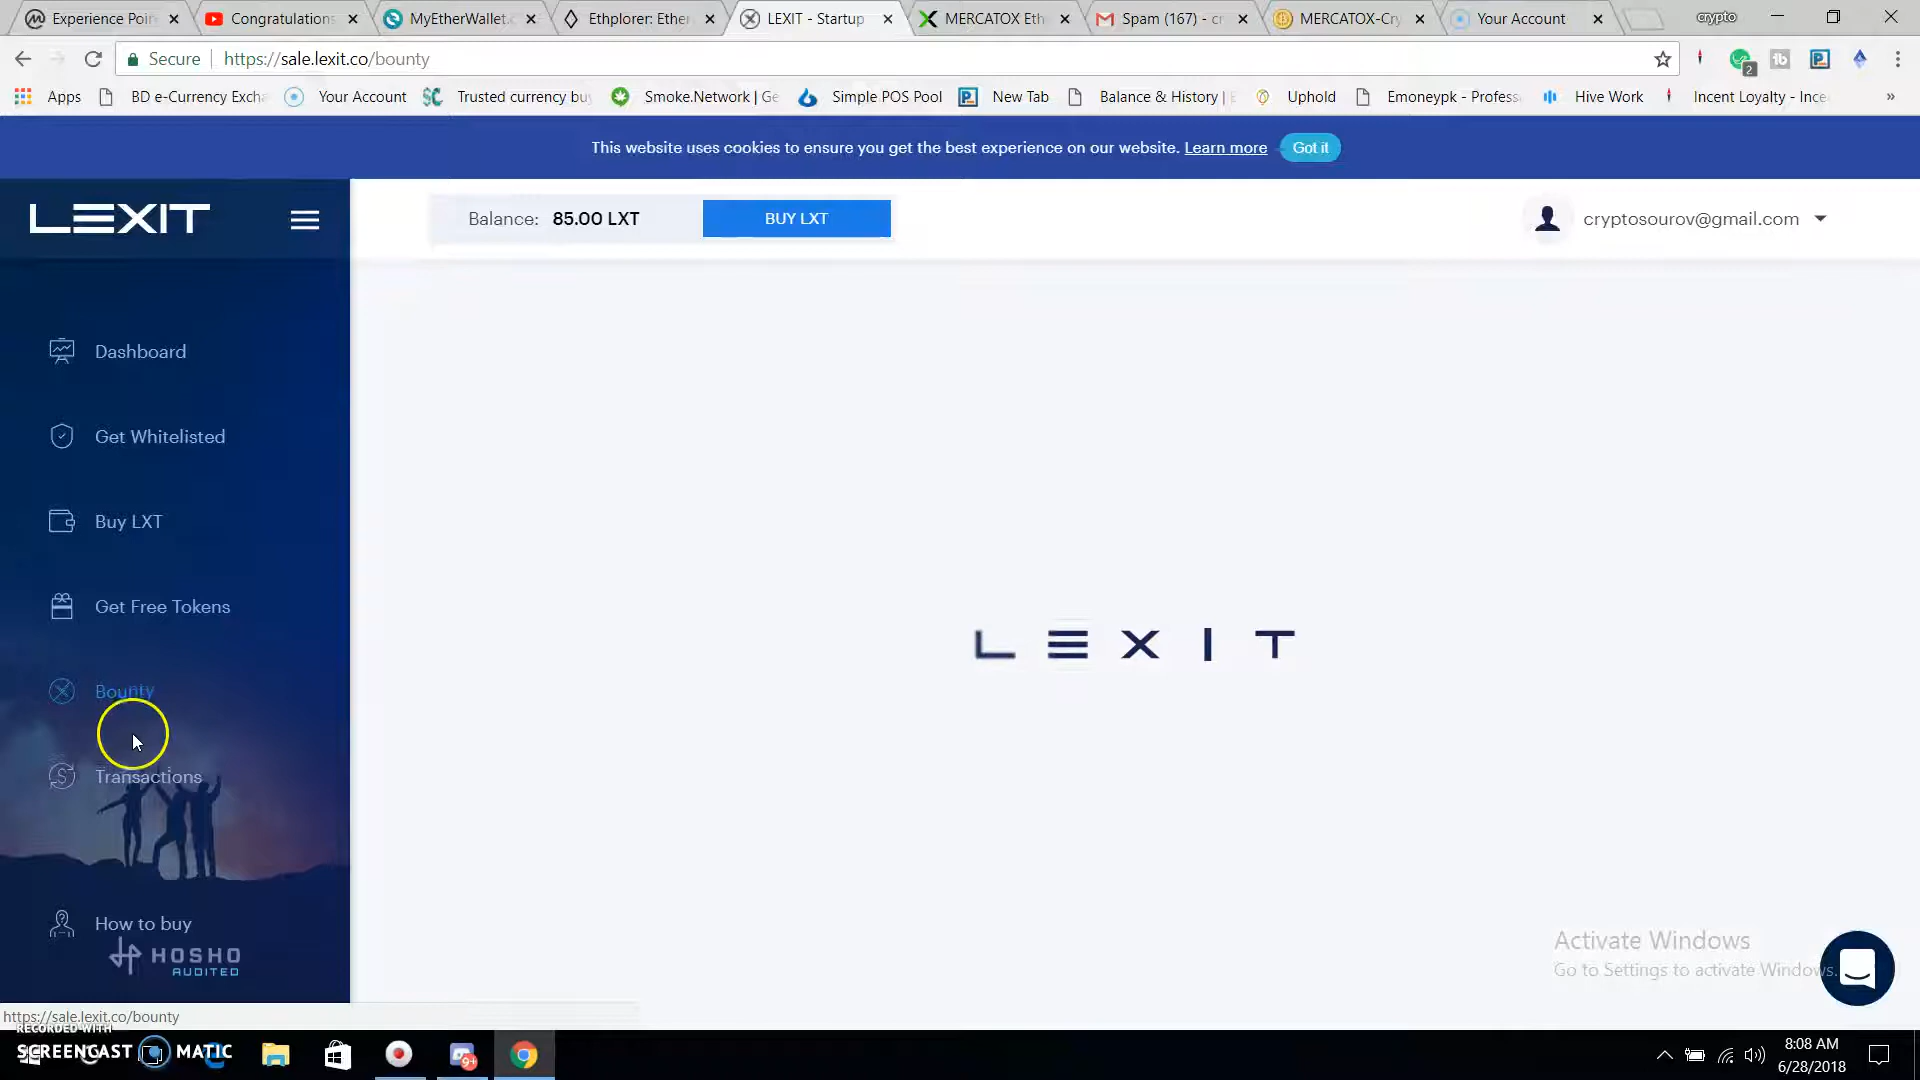 Experience Poin
Congratulations
MyEtherWallet.c
Ethplorer: Ether
LEXIT - Startup
MERCATOX Eth
Spam (167) - cr
MERCATOX-Cry
Your Account
crypto
Secure
https://sale.lexit.co/bounty
2
Apps
BD e-Currency Excha
Your Account
Trusted currency buy
Smoke.Network | Ge
Simple POS Pool
New Tab
Balance & History | E
Uphold
Emoneypk - Profess
Hive Work
Incent Loyalty - Ince
»
This website uses cookies to ensure you get the best experience on our website. Learn more
Got it
LEXIT
Balance: 85.00 LXT
BUY LXT
cryptosourov@gmail.com
Dashboard
Get Whitelisted
Buy LXT
Get Free Tokens
LEXIT
Bounty
Transactions
How to buy
HOSHO
AUDITED
Activate Windows
Go to Settings to activate Windows.
https://sale.lexit.co/bounty
RECORDED WITH
SCREENCAST MATIC
9+
8:08 AM
6/28/2018